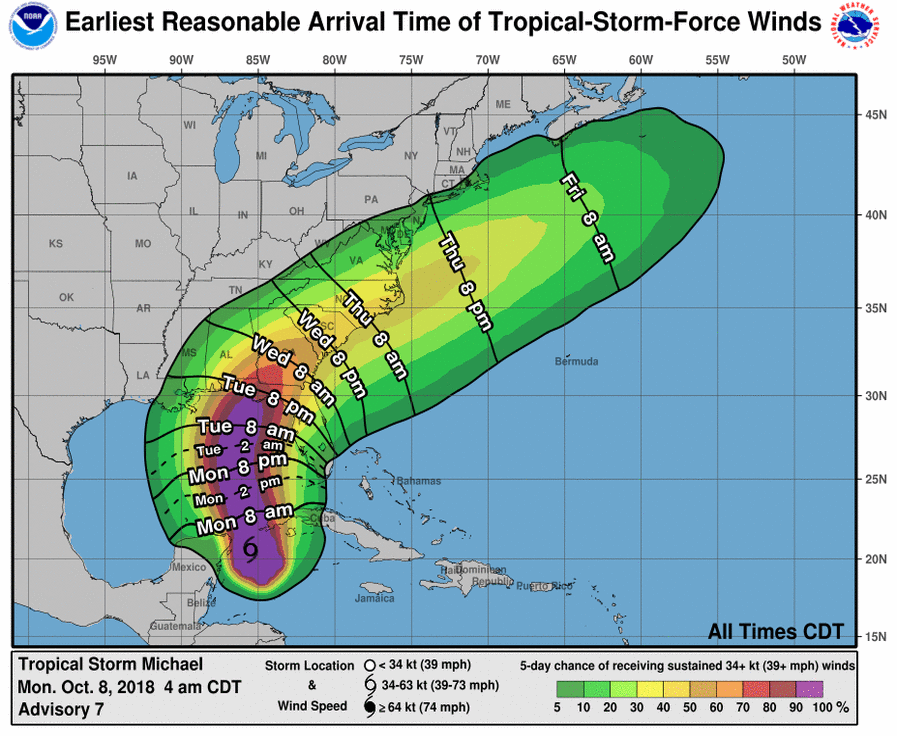 Earliest Reasonable Arrival Time of Tropical-Storm-Force Winds
NOAA
NATIONAL WEATHER SERVICE
95W 90W 85W 80W 75W 70W 65W 60W 55W 50W
45N
40N
35N
30N
25N
20N
15N
ME
WI
VT
NH
MI
NY
MA
CT
IA
PA
IL
IN
OH
DE
KS
MO
WV
VA
KY
OK
TN
NC
AR
SC
MS
AL
LA
Bermuda
Bahamas
Cuba
Mexico
Haiti
Dominican
Republic
Puerto Rico
Jamaica
Belize
Guatemala
Fri 8 am
Thu 8 pm
Thu 8 am
Wed 8 pm
Wed 8 am
Tue 8 pm
Tue 8 am
Tue 2 am
Mon 8 pm
Mon 2 pm
Mon 8 am
All Times CDT
Tropical Storm Michael
Mon. Oct. 8, 2018 4 am CDT
Advisory 7
Storm Location
&
Wind Speed
< 34 kt (39 mph)
34-63 kt (39-73 mph)
≥ 64 kt (74 mph)
5-day chance of receiving sustained 34+ kt (39+ mph) winds
5 10 20 30 40 50 60 70 80 90 100 %